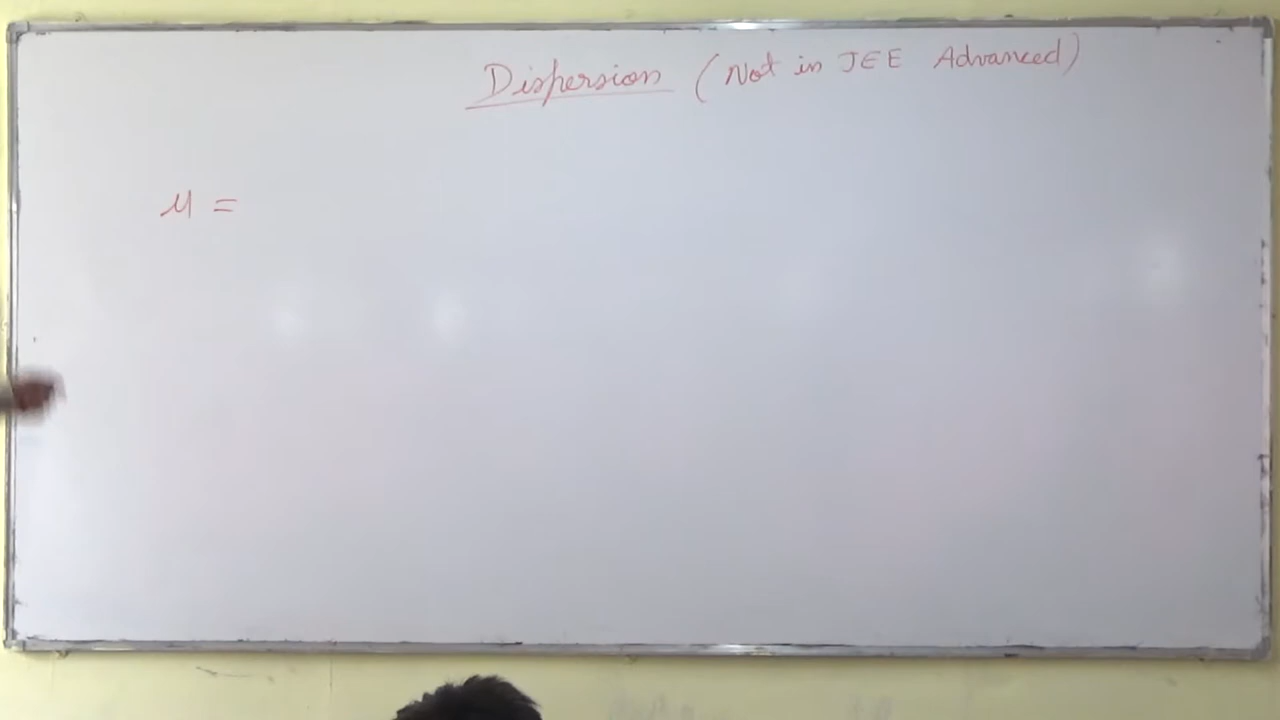 Dispersion (Not in JEE Advanced)
μ =